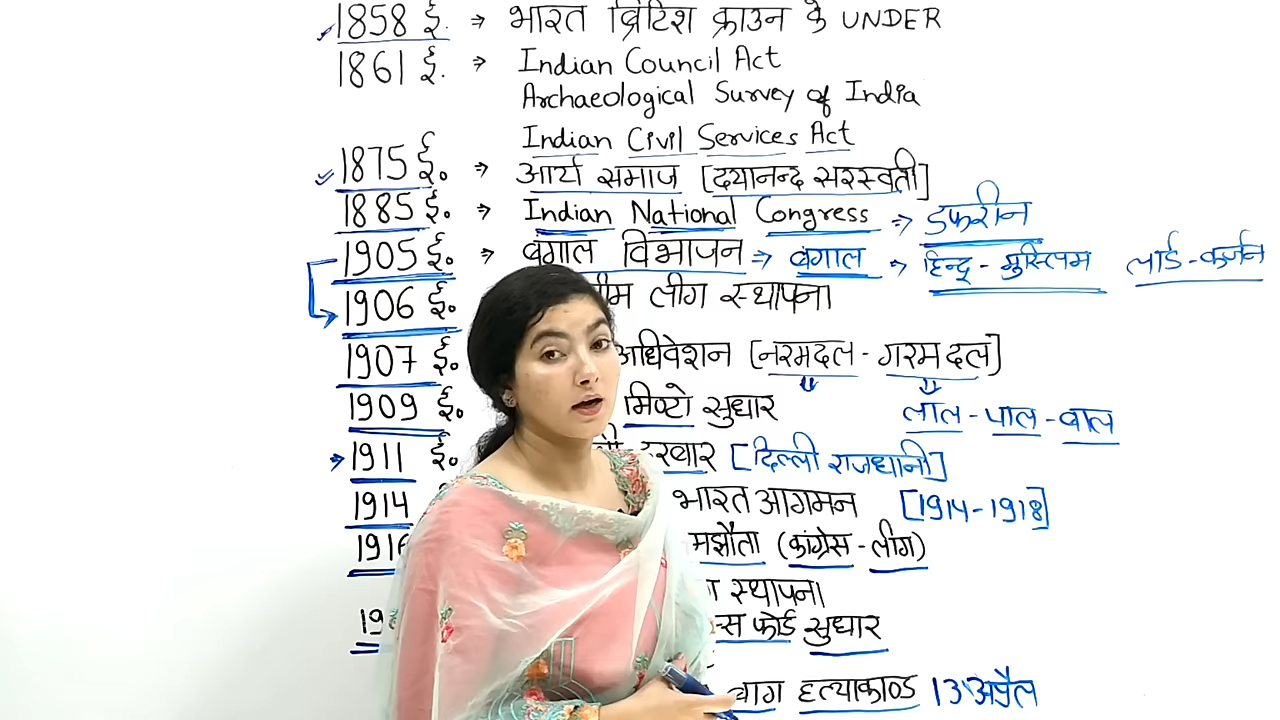 1858 ई. ⇒ भारत ब्रिटिश क्राउन के UNDER
1861 ई. ⇒ Indian Council Act
Archaeological Survey of India
Indian Civil Services Act
1875 ई. ⇒ आर्य समाज [दयानन्द सरस्वती]
1885 ई. ⇒ Indian National Congress ⇒ डफरीन
1905 ई. ⇒ बंगाल विभाजन ⇒ बंगाल ⇒ हिन्दू - मुस्लिम लार्ड - कर्जन
1906 ई. लीग स्थापना
1907 ई. अधिवेशन [नरमदल - गरमदल]
1909 ई. मिण्टो सुधार लाल - पाल - बाल
1911 ई. दरबार [दिल्ली राजधानी]
1914 भारत आगमन [1914-1918]
1916 (कांग्रेस - लीग)
स्थापना
फोर्ड सुधार
बाग हत्याकाण्ड 13 अप्रैल